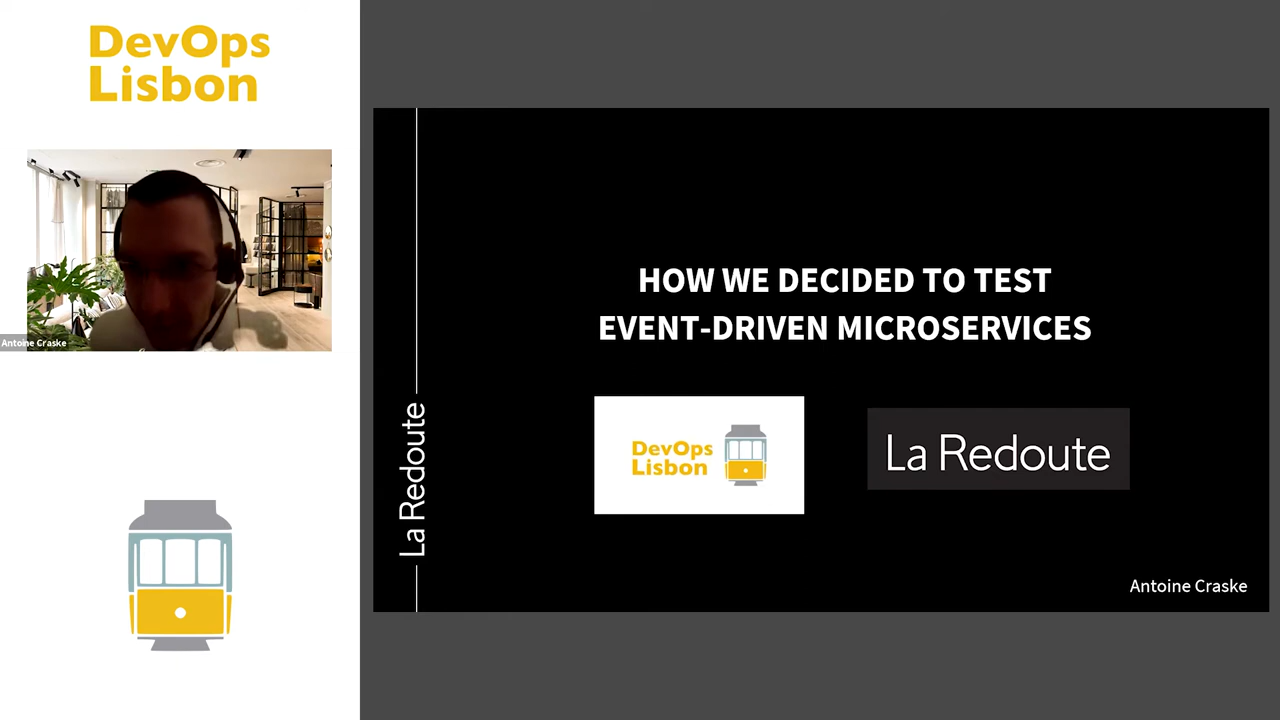 DevOps
Lisbon
Antoine Craske
HOW WE DECIDED TO TEST
EVENT-DRIVEN MICROSERVICES
DevOps
Lisbon
La Redoute
La Redoute
Antoine Craske